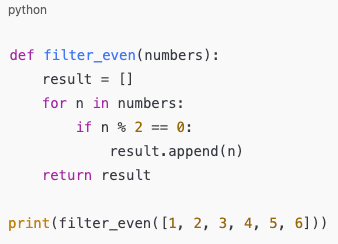 python
def filter_even(numbers):
    result = []
    for n in numbers:
        if n % 2 == 0:
            result.append(n)
    return result
print(filter_even([1, 2, 3, 4, 5, 6]))